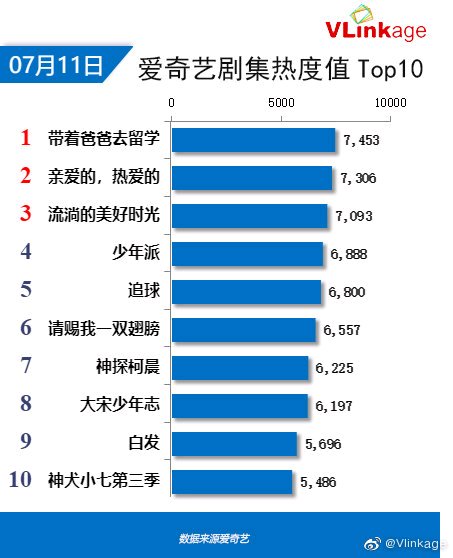 VLinkage
07月11日
爱奇艺剧集热度值 Top10
0 5000 10000
1 带着爸爸去留学 7,453
2 亲爱的，热爱的 7,306
3 流淌的美好时光 7,093
4 少年派 6,888
5 追球 6,800
6 请赐我一双翅膀 6,557
7 神探柯晨 6,225
8 大宋少年志 6,197
9 白发 5,696
10 神犬小七第三季 5,486
数据来源爱奇艺
@Vlinkage